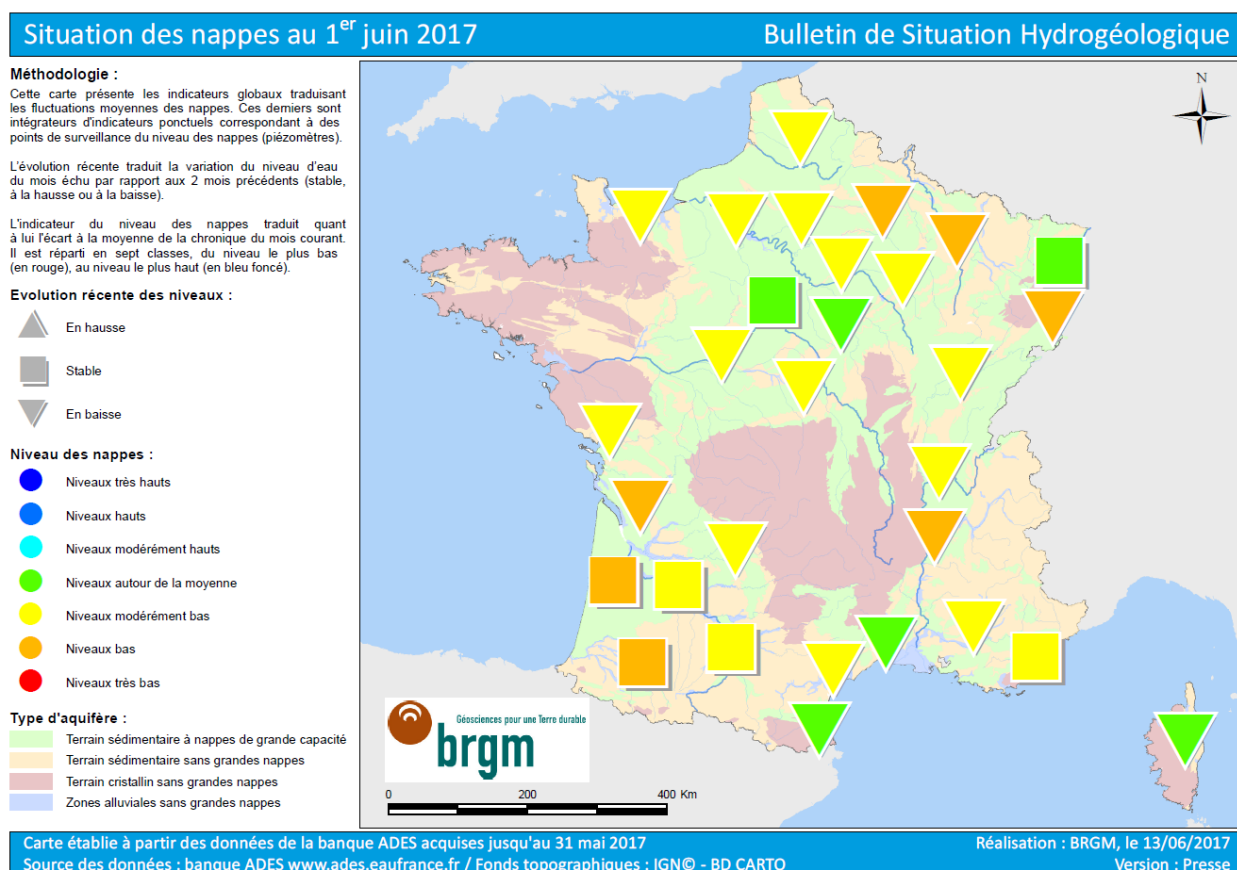 Situation des nappes au 1er juin 2017
Bulletin de Situation Hydrogéologique
Méthodologie :
Cette carte présente les indicateurs globaux traduisant
les fluctuations moyennes des nappes. Ces derniers sont
intégrateurs d'indicateurs ponctuels correspondant à des
points de surveillance du niveau des nappes (piézomètres).
L'évolution récente traduit la variation du niveau d'eau
du mois échu par rapport aux 2 mois précédents (stable,
à la hausse ou à la baisse).
L'indicateur du niveau des nappes traduit quant
à lui l'écart à la moyenne de la chronique du mois courant.
Il est réparti en sept classes, du niveau le plus bas
(en rouge), au niveau le plus haut (en bleu foncé).
Evolution récente des niveaux :
En hausse
Stable
En baisse
Niveau des nappes :
Niveaux très hauts
Niveaux hauts
Niveaux modérément hauts
Niveaux autour de la moyenne
Niveaux modérément bas
Niveaux bas
Niveaux très bas
Type d'aquifère :
Terrain sédimentaire à nappes de grande capacité
Terrain sédimentaire sans grandes nappes
Terrain cristallin sans grandes nappes
Zones alluviales sans grandes nappes
N
Géosciences pour une Terre durable
brgm
0 200 400 Km
Carte établie à partir des données de la banque ADES acquises jusqu'au 31 mai 2017
Source des données : banque ADES www.ades.eaufrance.fr / Fonds topographiques : IGN© - BD CARTO
Réalisation : BRGM, le 13/06/2017
Version : Presse